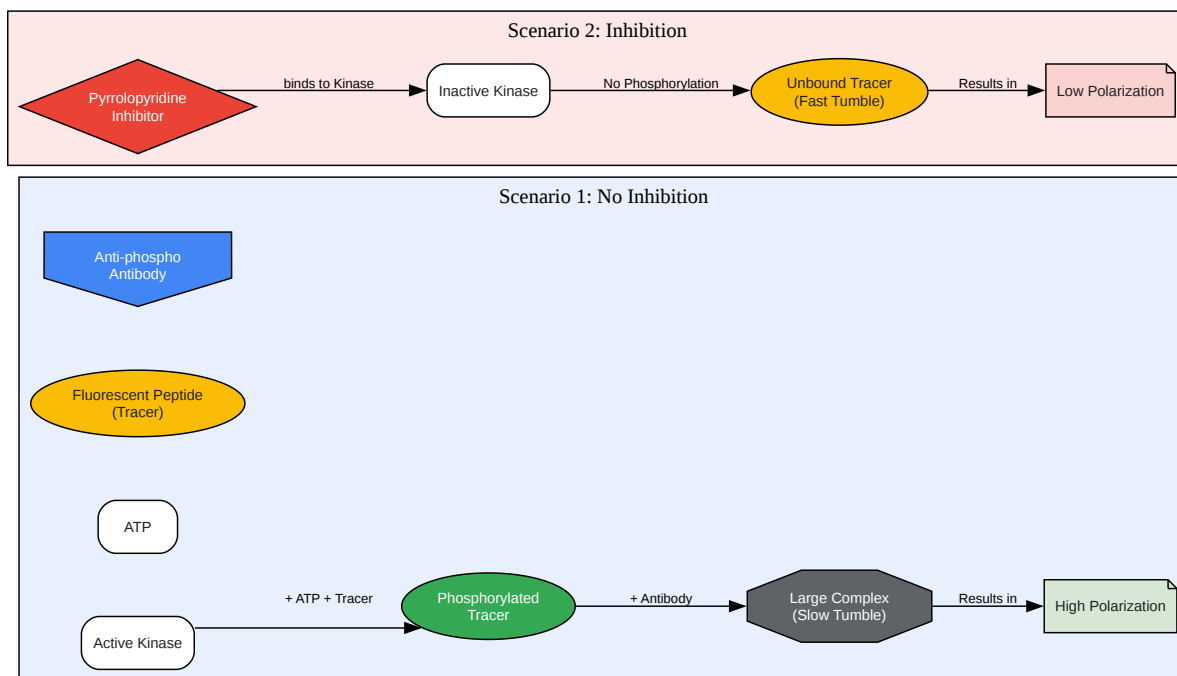 Scenario 2: Inhibition
Pyrrolopyridine
Inhibitor
binds to Kinase
Inactive Kinase
No Phosphorylation
Unbound Tracer
(Fast Tumble)
Results in
Low Polarization
Scenario 1: No Inhibition
Anti-phospho
Antibody
Fluorescent Peptide
(Tracer)
ATP
Active Kinase
+ ATP + Tracer
Phosphorylated
Tracer
+ Antibody
Large Complex
(Slow Tumble)
Results in
High Polarization